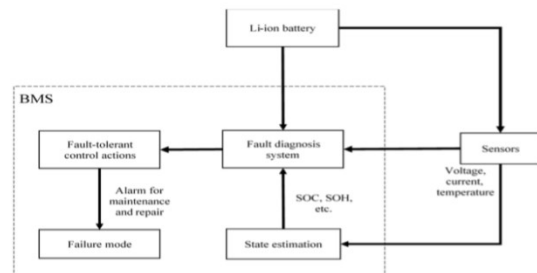 Li-ion battery
BMS
Fault-tolerant
control actions
Fault diagnosis
system
Sensors
Voltage,
current,
temperature
Alarm for
maintenance
and repair
SOC, SOH,
etc.
Failure mode
State estimation